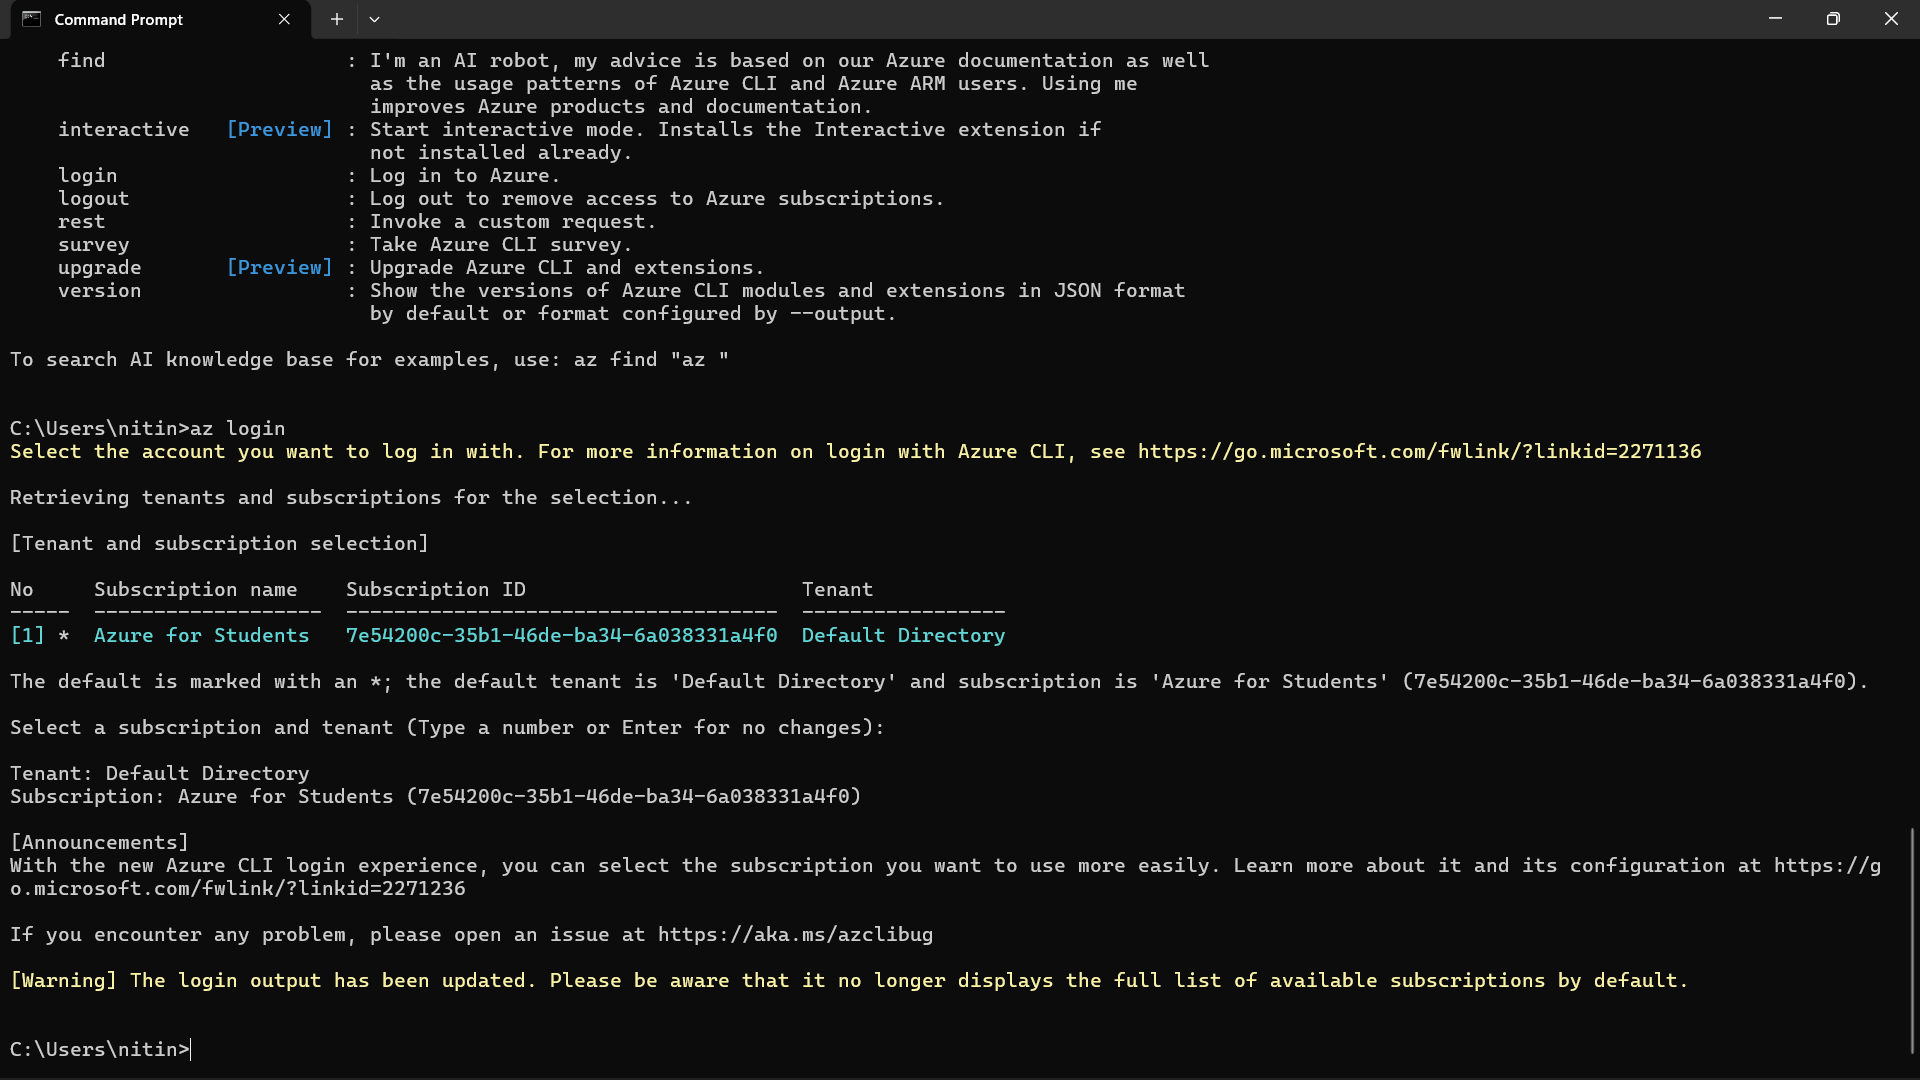 Command Prompt
find : I'm an AI robot, my advice is based on our Azure documentation as well
as the usage patterns of Azure CLI and Azure ARM users. Using me
improves Azure products and documentation.
interactive [Preview] : Start interactive mode. Installs the Interactive extension if
not installed already.
login : Log in to Azure.
logout : Log out to remove access to Azure subscriptions.
rest : Invoke a custom request.
survey : Take Azure CLI survey.
upgrade [Preview] : Upgrade Azure CLI and extensions.
version : Show the versions of Azure CLI modules and extensions in JSON format
by default or format configured by --output.
To search AI knowledge base for examples, use: az find "az "
C:\Users\nitin>az login
Select the account you want to log in with. For more information on login with Azure CLI, see https://go.microsoft.com/fwlink/?linkid=2271136
Retrieving tenants and subscriptions for the selection...
[Tenant and subscription selection]
No Subscription name Subscription ID Tenant
----- ------------------- ------------------------------------ -----------------
[1] * Azure for Students 7e54200c-35b1-46de-ba34-6a038331a4f0 Default Directory
The default is marked with an *; the default tenant is 'Default Directory' and subscription is 'Azure for Students' (7e54200c-35b1-46de-ba34-6a038331a4f0).
Select a subscription and tenant (Type a number or Enter for no changes):
Tenant: Default Directory
Subscription: Azure for Students (7e54200c-35b1-46de-ba34-6a038331a4f0)
[Announcements]
With the new Azure CLI login experience, you can select the subscription you want to use more easily. Learn more about it and its configuration at https://g
o.microsoft.com/fwlink/?linkid=2271236
If you encounter any problem, please open an issue at https://aka.ms/azclibug
[Warning] The login output has been updated. Please be aware that it no longer displays the full list of available subscriptions by default.
C:\Users\nitin>